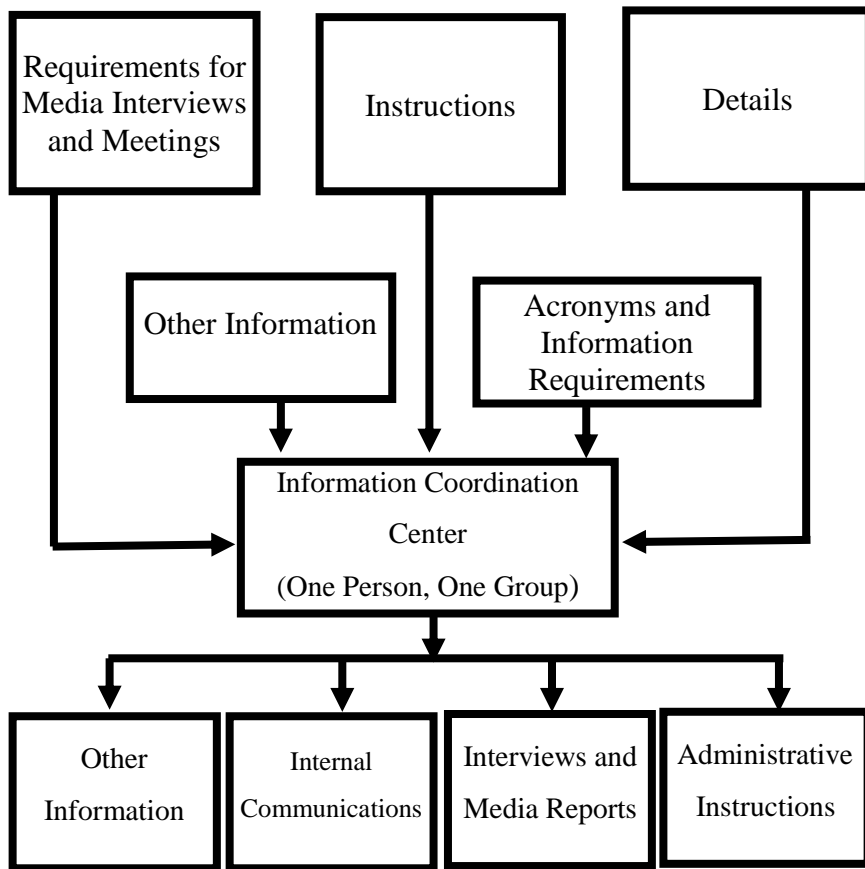 Requirements for
Media Interviews
and Meetings
Instructions
Details
Other Information
Acronyms and
Information
Requirements
Information Coordination
Center
(One Person, One Group)
Other
Information
Internal
Communications
Interviews and
Media Reports
Administrative
Instructions